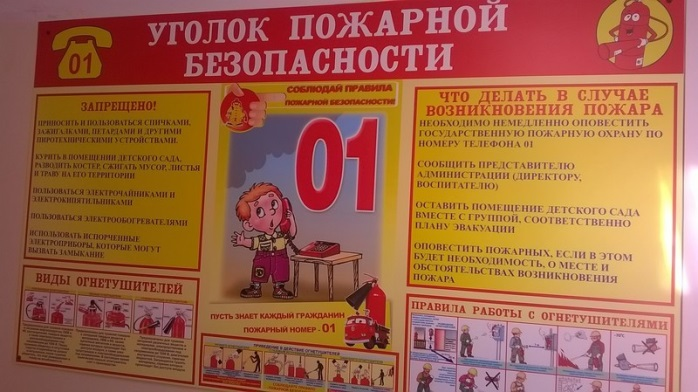 01
УГОЛОК ПОЖАРНОЙ
БЕЗОПАСНОСТИ
ЗАПРЕЩЕНО!
ПРИНОСИТЬ И ПОЛЬЗОВАТЬСЯ СПИЧКАМИ,
ЗАЖИГАЛКАМИ, ПЕТАРДАМИ И ДРУГИМИ
ПИРОТЕХНИЧЕСКИМИ УСТРОЙСТВАМИ.
КУРИТЬ В ПОМЕЩЕНИИ ДЕТСКОГО САДА,
РАЗВОДИТЬ КОСТЕР, СЖИГАТЬ МУСОР, ЛИСТЬЯ
И ТРАВУ НА ЕГО ТЕРРИТОРИИ
ПОЛЬЗОВАТЬСЯ ЭЛЕКТРОЧАЙНИКАМИ И
ЭЛЕКТРОКИПЯТИЛЬНИКАМИ
ПОЛЬЗОВАТЬСЯ ЭЛЕКТРООБОГРЕВАТЕЛЯМИ
ИСПОЛЬЗОВАТЬ ИСПОРЧЕННЫЕ
ЭЛЕКТРОПРИБОРЫ, КОТОРЫЕ МОГУТ
ВЫЗВАТЬ ЗАМЫКАНИЕ
ВИДЫ ОГНЕТУШИТЕЛЕЙ
СОБЛЮДАЙ ПРАВИЛА
ПОЖАРНОЙ БЕЗОПАСНОСТИ!
01
ПУСТЬ ЗНАЕТ КАЖДЫЙ ГРАЖДАНИН
ПОЖАРНЫЙ НОМЕР - 01
ПРИМЕНЕНИЕ И ДЕЙСТВИЕ ОГНЕТУШИТЕЛЕЙ
ЧТО ДЕЛАТЬ В СЛУЧАЕ
ВОЗНИКНОВЕНИЯ ПОЖАРА
НЕОБХОДИМО НЕМЕДЛЕННО ОПОВЕСТИТЬ
ГОСУДАРСТВЕННУЮ ПОЖАРНУЮ ОХРАНУ ПО
НОМЕРУ ТЕЛЕФОНА 01
СООБЩИТЬ ПРЕДСТАВИТЕЛЮ
АДМИНИСТРАЦИИ (ДИРЕКТОРУ,
ВОСПИТАТЕЛЮ)
ОСТАВИТЬ ПОМЕЩЕНИЕ ДЕТСКОГО САДА
ВМЕСТЕ С ГРУППОЙ, СООТВЕТСТВЕННО
ПЛАНУ ЭВАКУАЦИИ
ОПОВЕСТИТЬ ПОЖАРНЫХ, ЕСЛИ В ЭТОМ
БУДЕТ НЕОБХОДИМОСТЬ, О МЕСТЕ И
ОБСТОЯТЕЛЬСТВАХ ВОЗНИКНОВЕНИЯ
ПОЖАРА
ПРАВИЛА РАБОТЫ С ОГНЕТУШИТЕЛЯМИ